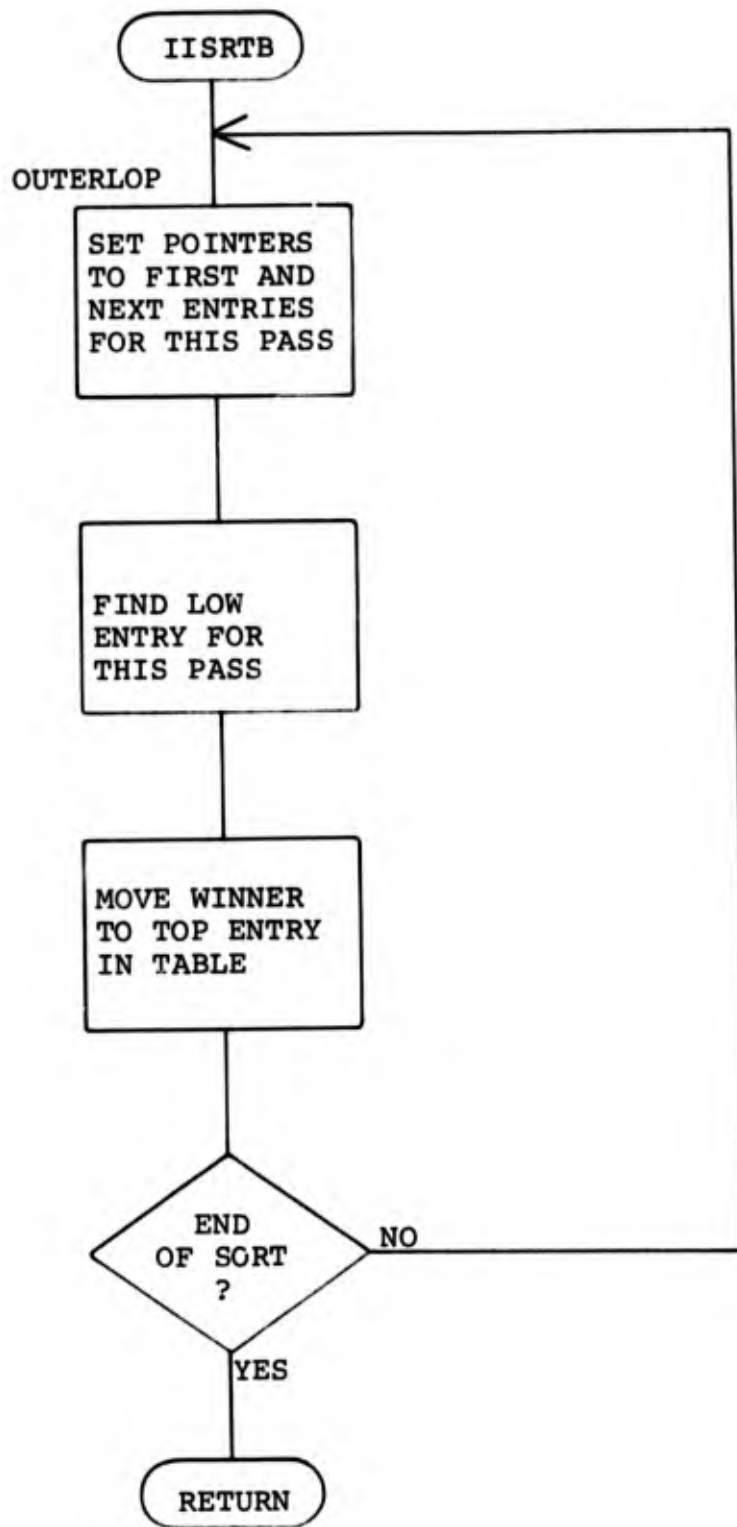 IISRTB
OUTERLOP
SET POINTERS
TO FIRST AND
NEXT ENTRIES
FOR THIS PASS
FIND LOW
ENTRY FOR
THIS PASS
MOVE WINNER
TO TOP ENTRY
IN TABLE
END
OF SORT
?
NO
YES
RETURN